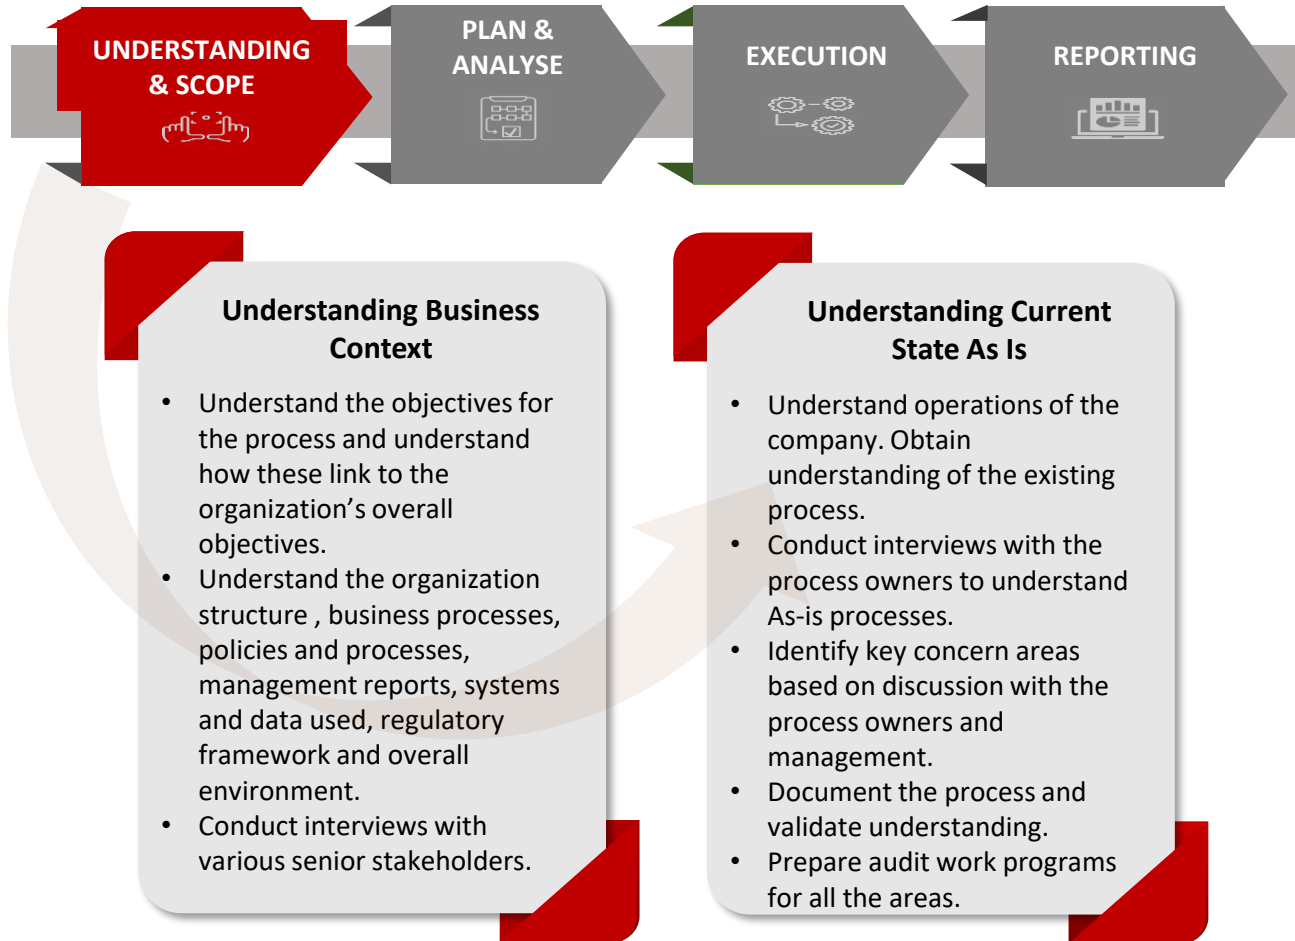 UNDERSTANDING
& SCOPE
PLAN &
ANALYSE
EXECUTION
REPORTING
Understanding Business
Context
• Understand the objectives for
the process and understand
how these link to the
organization’s overall
objectives.
• Understand the organization
structure , business processes,
policies and processes,
management reports, systems
and data used, regulatory
framework and overall
environment.
• Conduct interviews with
various senior stakeholders.
Understanding Current
State As Is
• Understand operations of the
company. Obtain
understanding of the existing
process.
• Conduct interviews with the
process owners to understand
As-is processes.
• Identify key concern areas
based on discussion with the
process owners and
management.
• Document the process and
validate understanding.
• Prepare audit work programs
for all the areas.